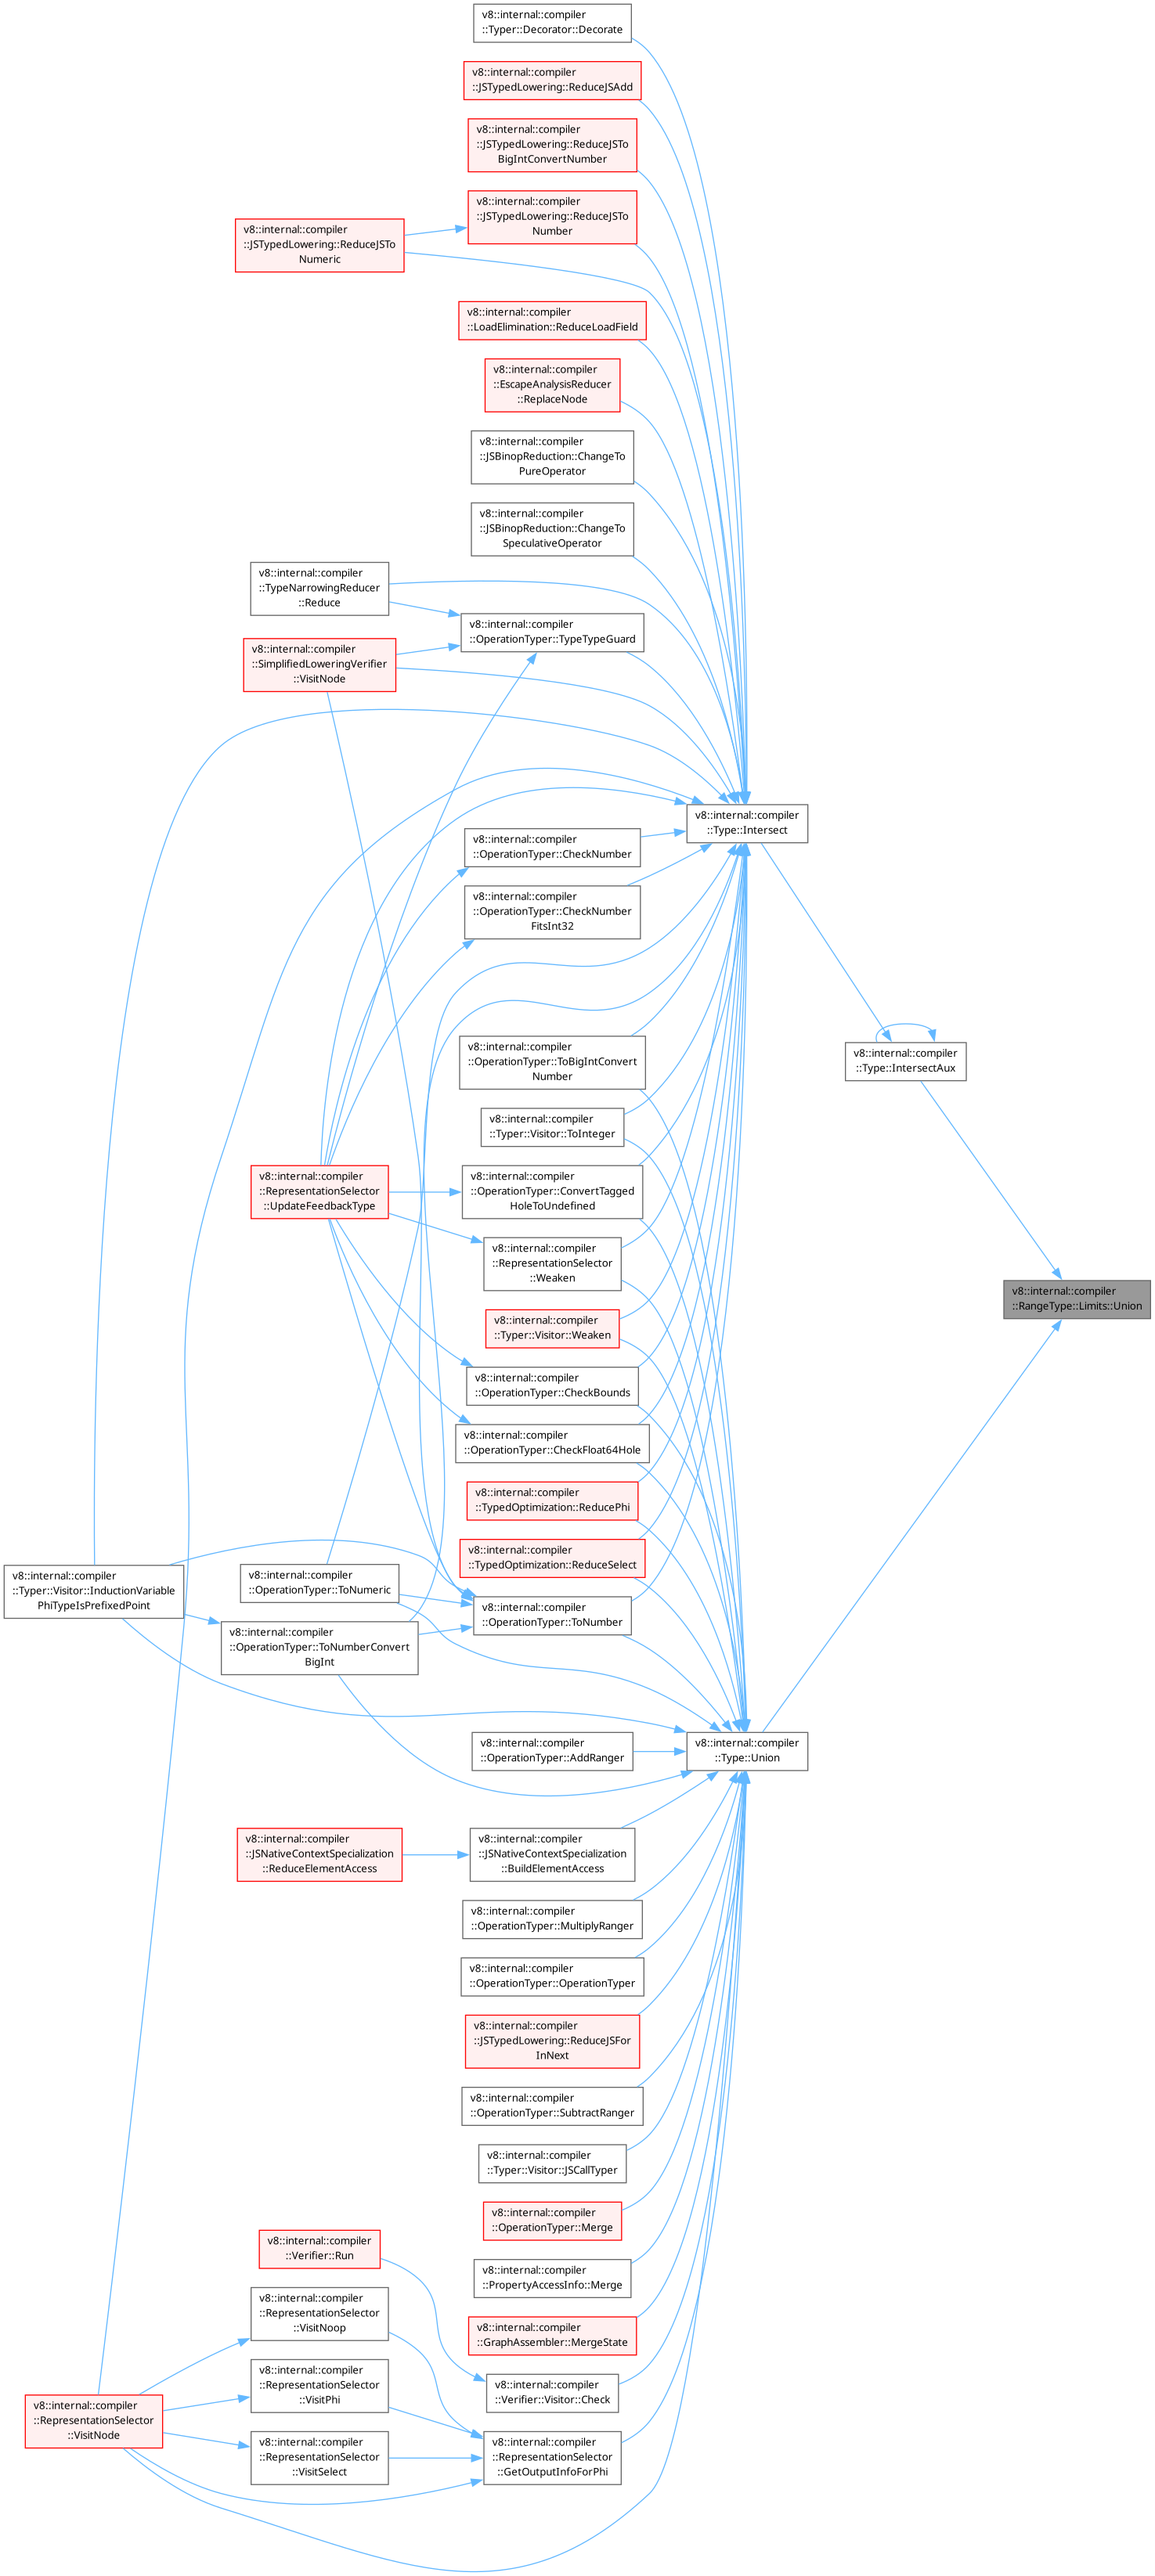 v8::internal::compiler
::Typer::Decorator::Decorate
v8::internal::compiler
::JSTypedLowering::ReduceJSAdd
v8::internal::compiler
::JSTypedLowering::ReduceJSTo
BigIntConvertNumber
v8::internal::compiler
::JSTypedLowering::ReduceJSTo
Number
v8::internal::compiler
::JSTypedLowering::ReduceJSTo
Numeric
v8::internal::compiler
::LoadElimination::ReduceLoadField
v8::internal::compiler
::EscapeAnalysisReducer
::ReplaceNode
v8::internal::compiler
::JSBinopReduction::ChangeTo
PureOperator
v8::internal::compiler
::JSBinopReduction::ChangeTo
SpeculativeOperator
v8::internal::compiler
::TypeNarrowingReducer
::Reduce
v8::internal::compiler
::OperationTyper::TypeTypeGuard
v8::internal::compiler
::SimplifiedLoweringVerifier
::VisitNode
v8::internal::compiler
::Type::Intersect
v8::internal::compiler
::OperationTyper::CheckNumber
v8::internal::compiler
::OperationTyper::CheckNumber
FitsInt32
v8::internal::compiler
::OperationTyper::ToBigIntConvert
Number
v8::internal::compiler
::Type::IntersectAux
v8::internal::compiler
::Typer::Visitor::ToInteger
v8::internal::compiler
::RepresentationSelector
::UpdateFeedbackType
v8::internal::compiler
::OperationTyper::ConvertTagged
HoleToUndefined
v8::internal::compiler
::RepresentationSelector
::Weaken
v8::internal::compiler
::RangeType::Limits::Union
v8::internal::compiler
::Typer::Visitor::Weaken
v8::internal::compiler
::OperationTyper::CheckBounds
v8::internal::compiler
::OperationTyper::CheckFloat64Hole
v8::internal::compiler
::TypedOptimization::ReducePhi
v8::internal::compiler
::TypedOptimization::ReduceSelect
v8::internal::compiler
::Typer::Visitor::InductionVariable
PhiTypeIsPrefixedPoint
v8::internal::compiler
::OperationTyper::ToNumeric
v8::internal::compiler
::OperationTyper::ToNumber
v8::internal::compiler
::OperationTyper::ToNumberConvert
BigInt
v8::internal::compiler
::OperationTyper::AddRanger
v8::internal::compiler
::Type::Union
v8::internal::compiler
::JSNativeContextSpecialization
::ReduceElementAccess
v8::internal::compiler
::JSNativeContextSpecialization
::BuildElementAccess
v8::internal::compiler
::OperationTyper::MultiplyRanger
v8::internal::compiler
::OperationTyper::OperationTyper
v8::internal::compiler
::JSTypedLowering::ReduceJSFor
InNext
v8::internal::compiler
::OperationTyper::SubtractRanger
v8::internal::compiler
::Typer::Visitor::JSCallTyper
v8::internal::compiler
::OperationTyper::Merge
v8::internal::compiler
::Verifier::Run
v8::internal::compiler
::PropertyAccessInfo::Merge
v8::internal::compiler
::RepresentationSelector
::VisitNoop
v8::internal::compiler
::GraphAssembler::MergeState
v8::internal::compiler
::RepresentationSelector
::VisitPhi
v8::internal::compiler
::Verifier::Visitor::Check
v8::internal::compiler
::RepresentationSelector
::VisitNode
v8::internal::compiler
::RepresentationSelector
::VisitSelect
v8::internal::compiler
::RepresentationSelector
::GetOutputInfoForPhi